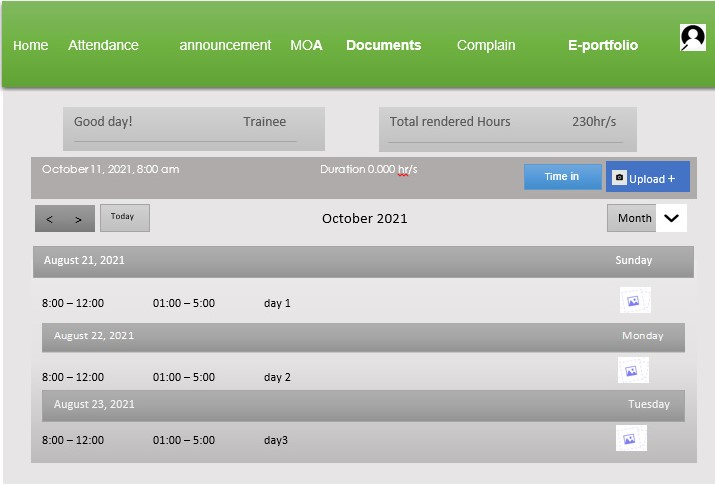 Home Attendance announcement MOA Documents Complain E-portfolio
Good day! Trainee Total rendered Hours 230hr/s
October 11, 2021, 8:00 am Duration 0.000 hr/s Time in Upload +
< > Today October 2021 Month
August 21, 2021 Sunday
8:00 – 12:00 01:00 – 5:00 day 1
August 22, 2021 Monday
8:00 – 12:00 01:00 – 5:00 day 2
August 23, 2021 Tuesday
8:00 – 12:00 01:00 – 5:00 day3